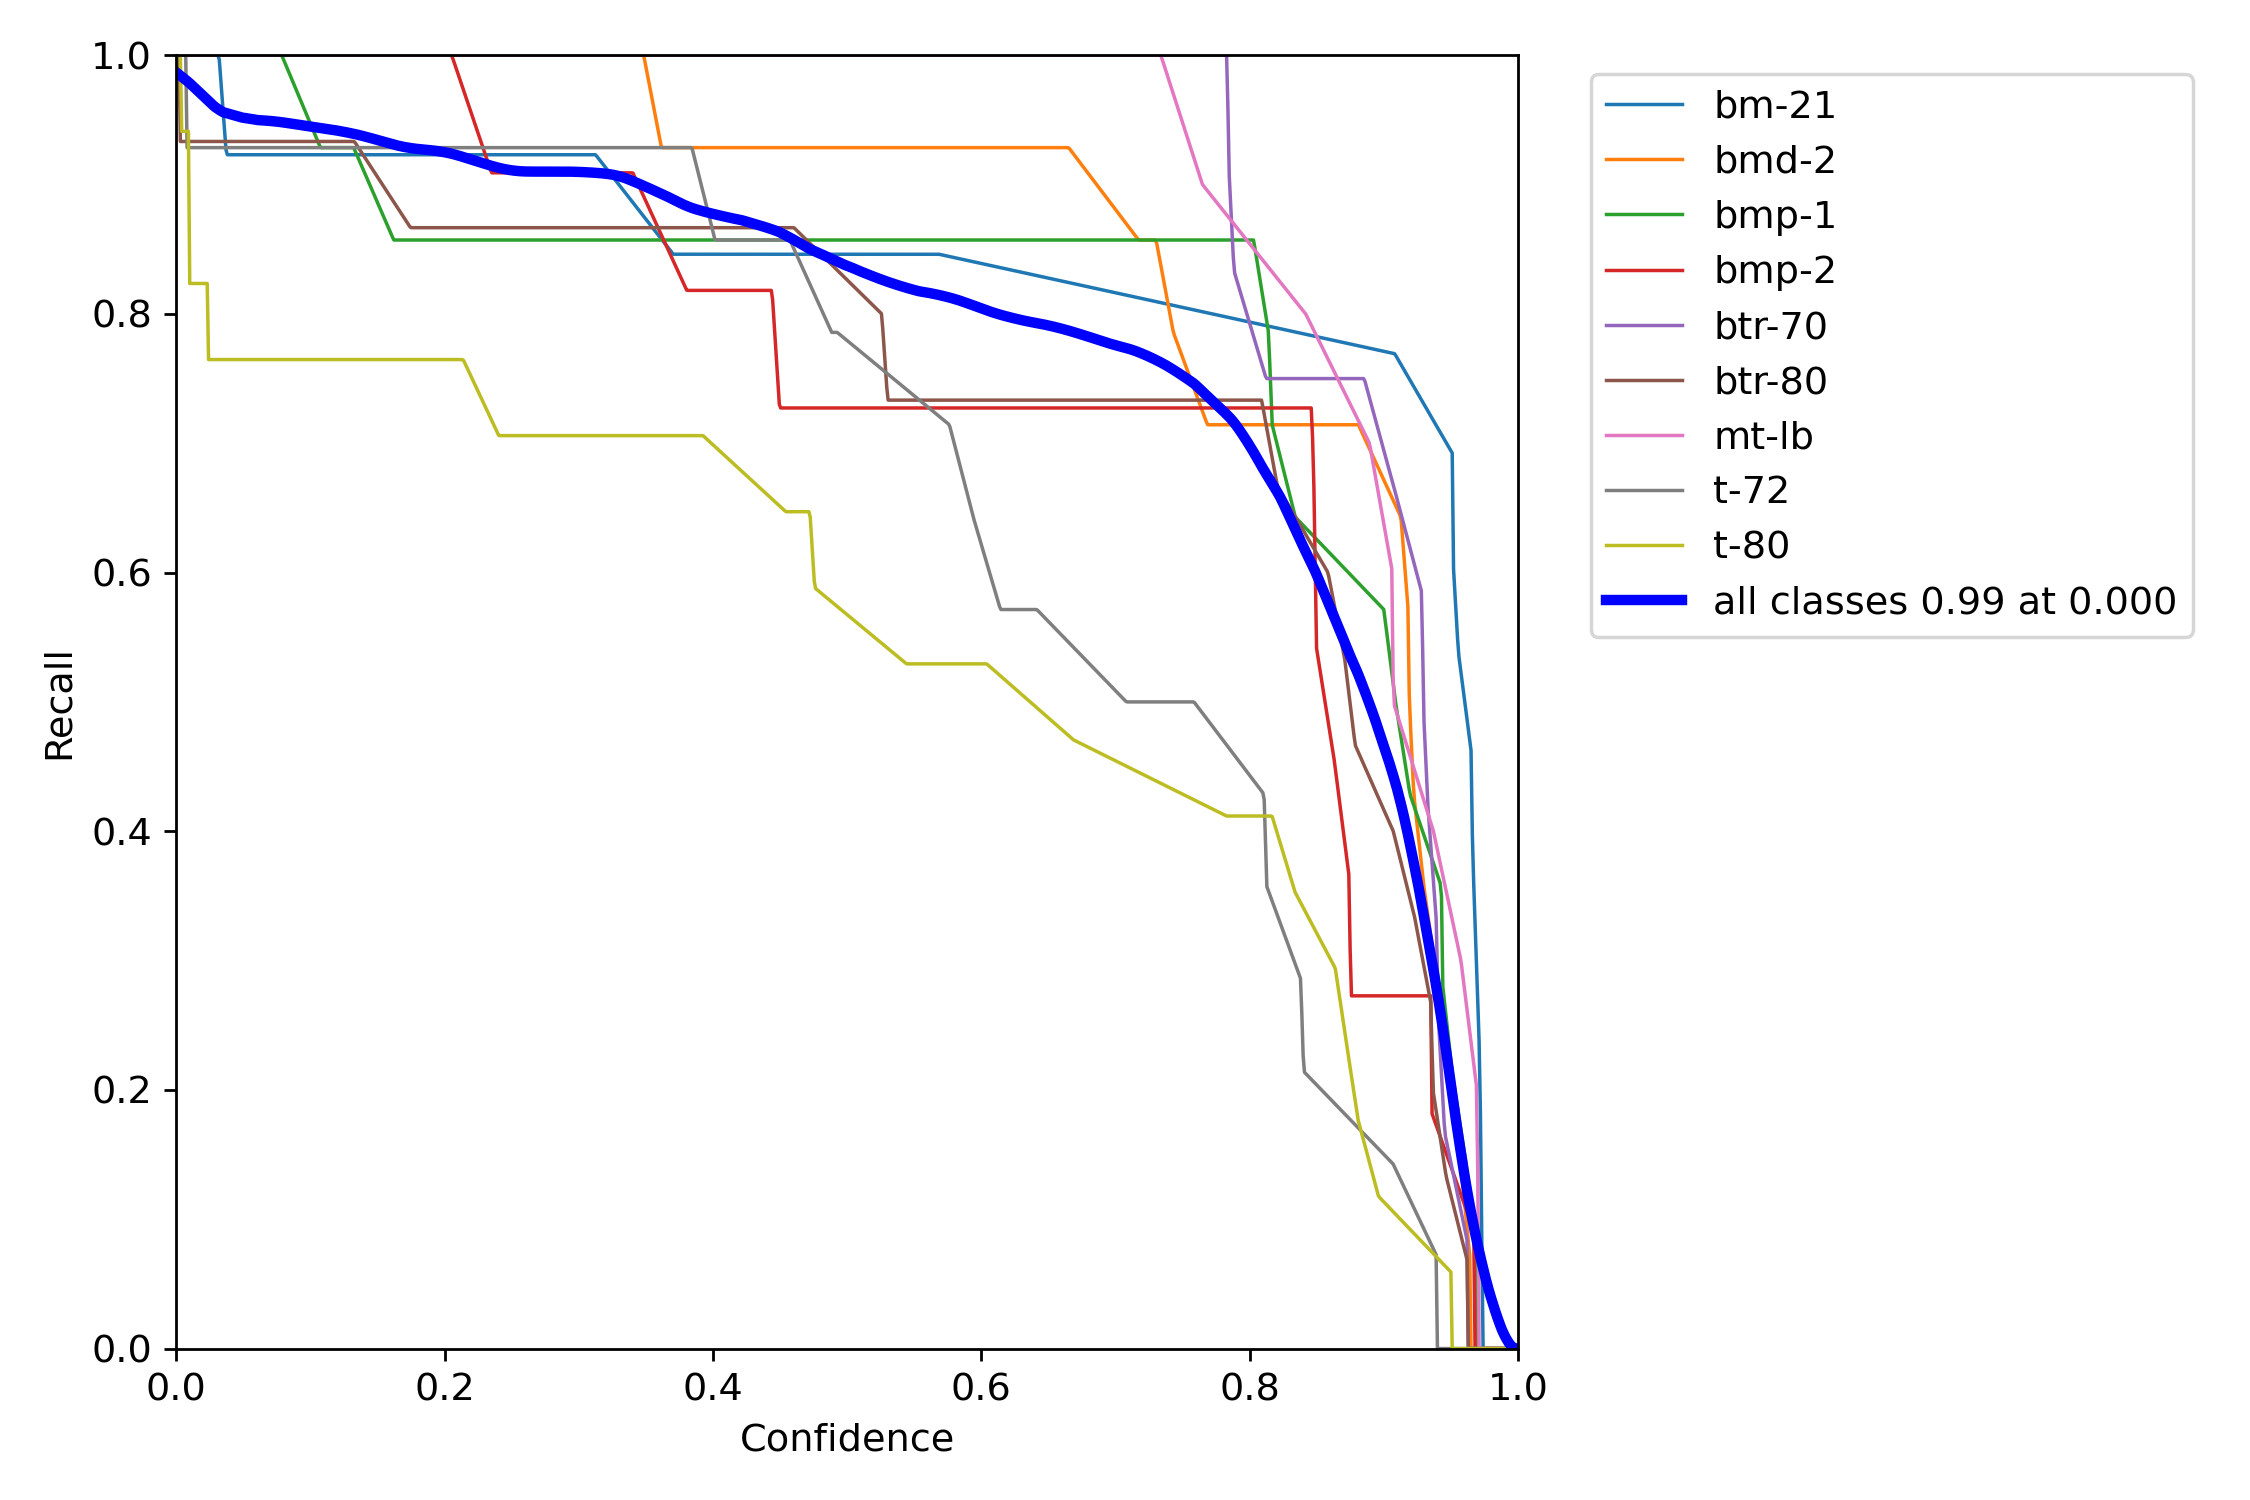 1.0
0.8
0.6
0.4
0.2
0.0
Recall
0.0 0.2 0.4 0.6 0.8 1.0
Confidence
bm-21
bmd-2
bmp-1
bmp-2
btr-70
btr-80
mt-lb
t-72
t-80
all classes 0.99 at 0.000